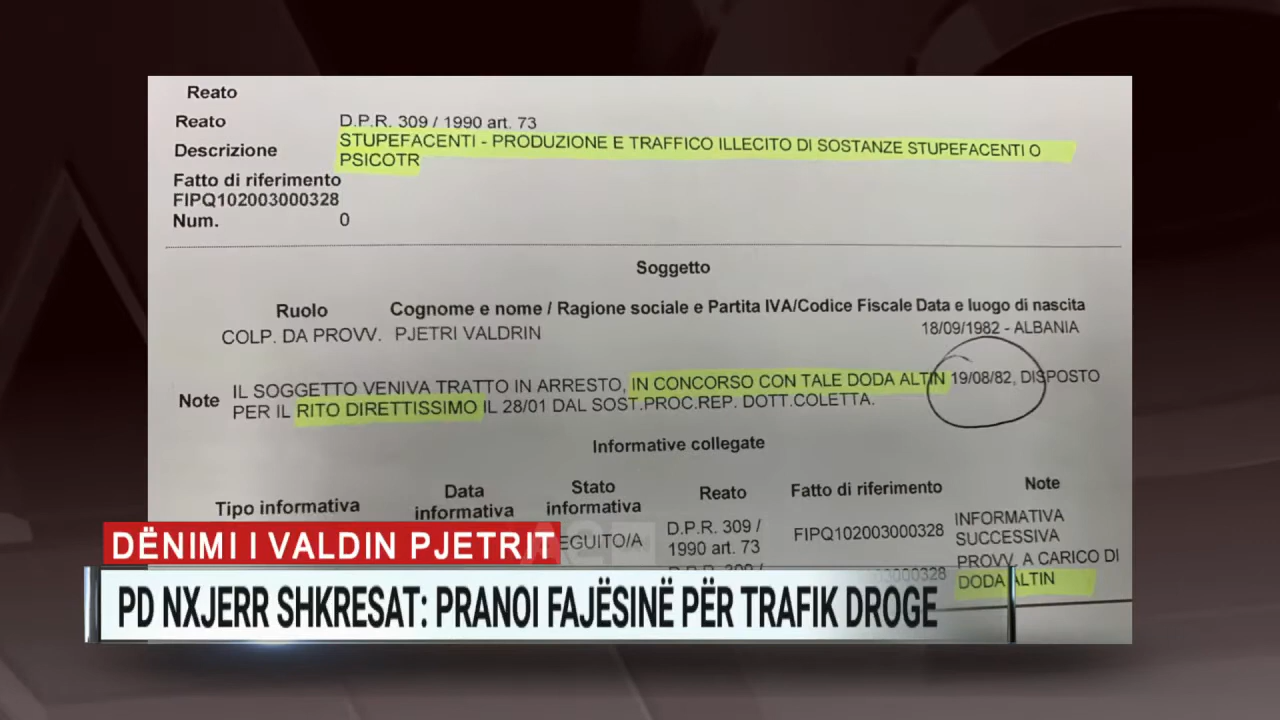 Reato
Reato D.P.R. 309 / 1990 art. 73
Descrizione STUPEFACENTI - PRODUZIONE E TRAFFICO ILLECITO DI SOSTANZE STUPEFACENTI O
PSICOTR
Fatto di riferimento
FIPQ102003000328
Num. 0
Soggetto
Ruolo Cognome e nome / Ragione sociale e Partita IVA/Codice Fiscale Data e luogo di nascita
COLP. DA PROVV. PJETRI VALDRIN 18/09/1982 - ALBANIA
Note IL SOGGETTO VENIVA TRATTO IN ARRESTO, IN CONCORSO CON TALE DODA ALTIN 19/08/82, DISPOSTO
PER IL RITO DIRETTISSIMO IL 28/01 DAL SOST.PROC.REP. DOTT.COLETTA.
Informative collegate
Tipo informativa Data informativa Stato informativa Reato Fatto di riferimento Note
EGUITO/A D.P.R. 309 / 1990 art. 73 FIPQ102003000328 INFORMATIVA SUCCESSIVA
PROVV. A CARICO DI
DODA ALTIN
DËNIMI I VALDIN PJETRIT
PD NXJERR SHKRESAT: PRANOI FAJËSINË PËR TRAFIK DROGE